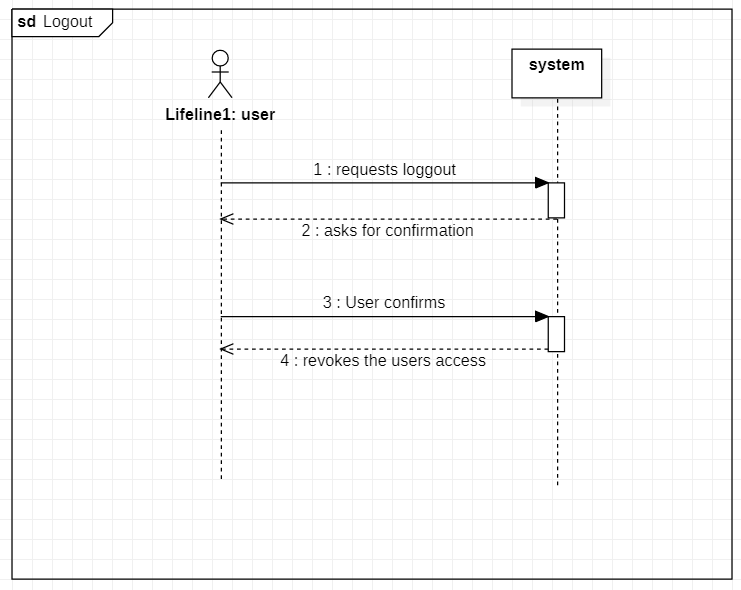 sd Logout
system
Lifeline1: user
1 : requests loggout
2 : asks for confirmation
3 : User confirms
4 : revokes the users access